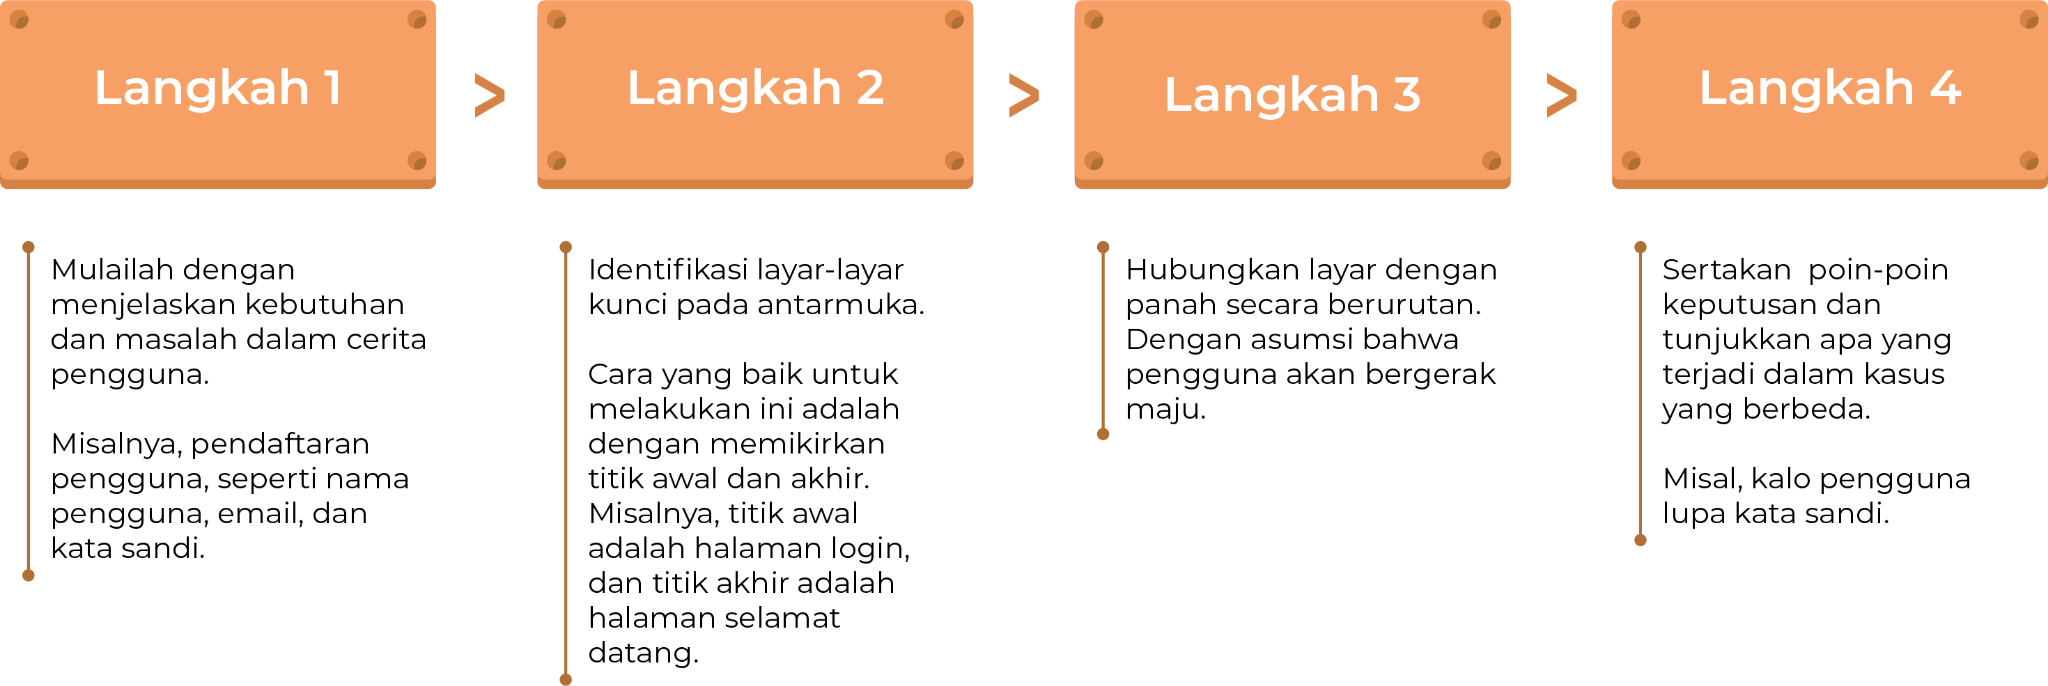 Langkah 1
>
Langkah 2
>
Langkah 3
>
Langkah 4
Mulailah dengan
menjelaskan kebutuhan
dan masalah dalam cerita
pengguna.
Misalnya, pendaftaran
pengguna, seperti nama
pengguna, email, dan
kata sandi.
Identifikasi layar-layar
kunci pada antarmuka.
Cara yang baik untuk
melakukan ini adalah
dengan memikirkan
titik awal dan akhir.
Misalnya, titik awal
adalah halaman login,
dan titik akhir adalah
halaman selamat
datang.
Hubungkan layar dengan
panah secara berurutan.
Dengan asumsi bahwa
pengguna akan bergerak
maju.
Sertakan  poin-poin
keputusan dan
tunjukkan apa yang
terjadi dalam kasus
yang berbeda.
Misal, kalo pengguna
lupa kata sandi.